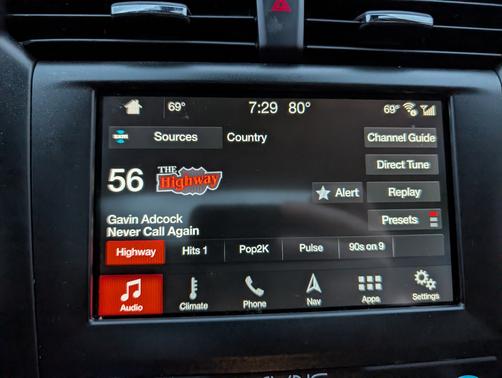 69° 7:29 80° 69°
Sources Country Channel Guide
Direct Tune
56 THE Highway
Alert Replay
Gavin Adcock
Never Call Again
Presets
Highway Hits 1 Pop2K Pulse 90s on 9
Audio Climate Phone Nav Apps Settings